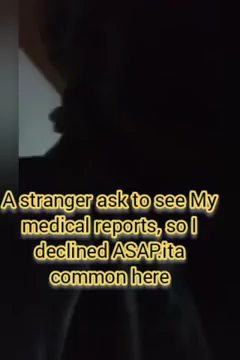 A stranger ask to see My
medical reports, so I
declined ASAP.ita
common here